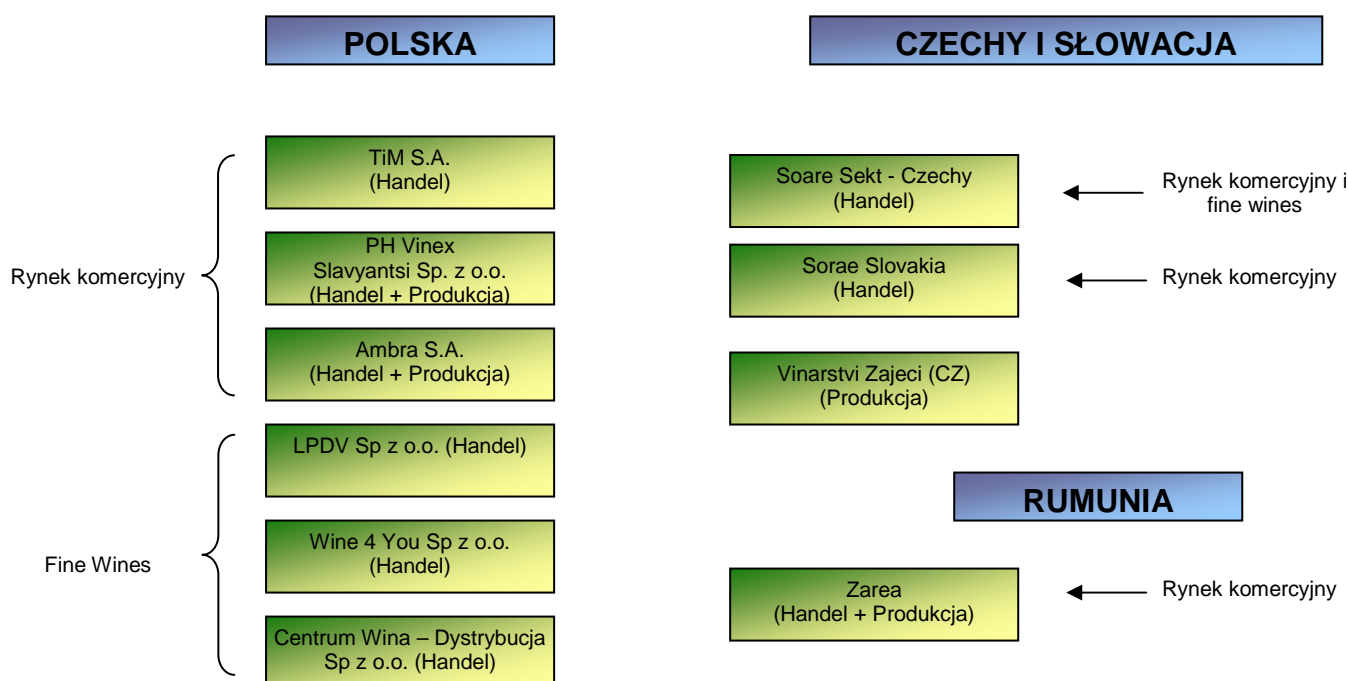 POLSKA
Rynek komercyjny
TiM S.A.
(Handel)
PH Vinex
Slavyantsi Sp. z o.o.
(Handel + Produkcja)
Ambra S.A.
(Handel + Produkcja)
Fine Wines
LPDV Sp z o.o. (Handel)
Wine 4 You Sp z o.o.
(Handel)
Centrum Wina – Dystrybucja
Sp z o.o. (Handel)
CZECHY I SŁOWACJA
Soare Sekt - Czechy
(Handel)
Rynek komercyjny i
fine wines
Sorae Slovakia
(Handel)
Rynek komercyjny
Vinarstvi Zajeci (CZ)
(Produkcja)
RUMUNIA
Zarea
(Handel + Produkcja)
Rynek komercyjny